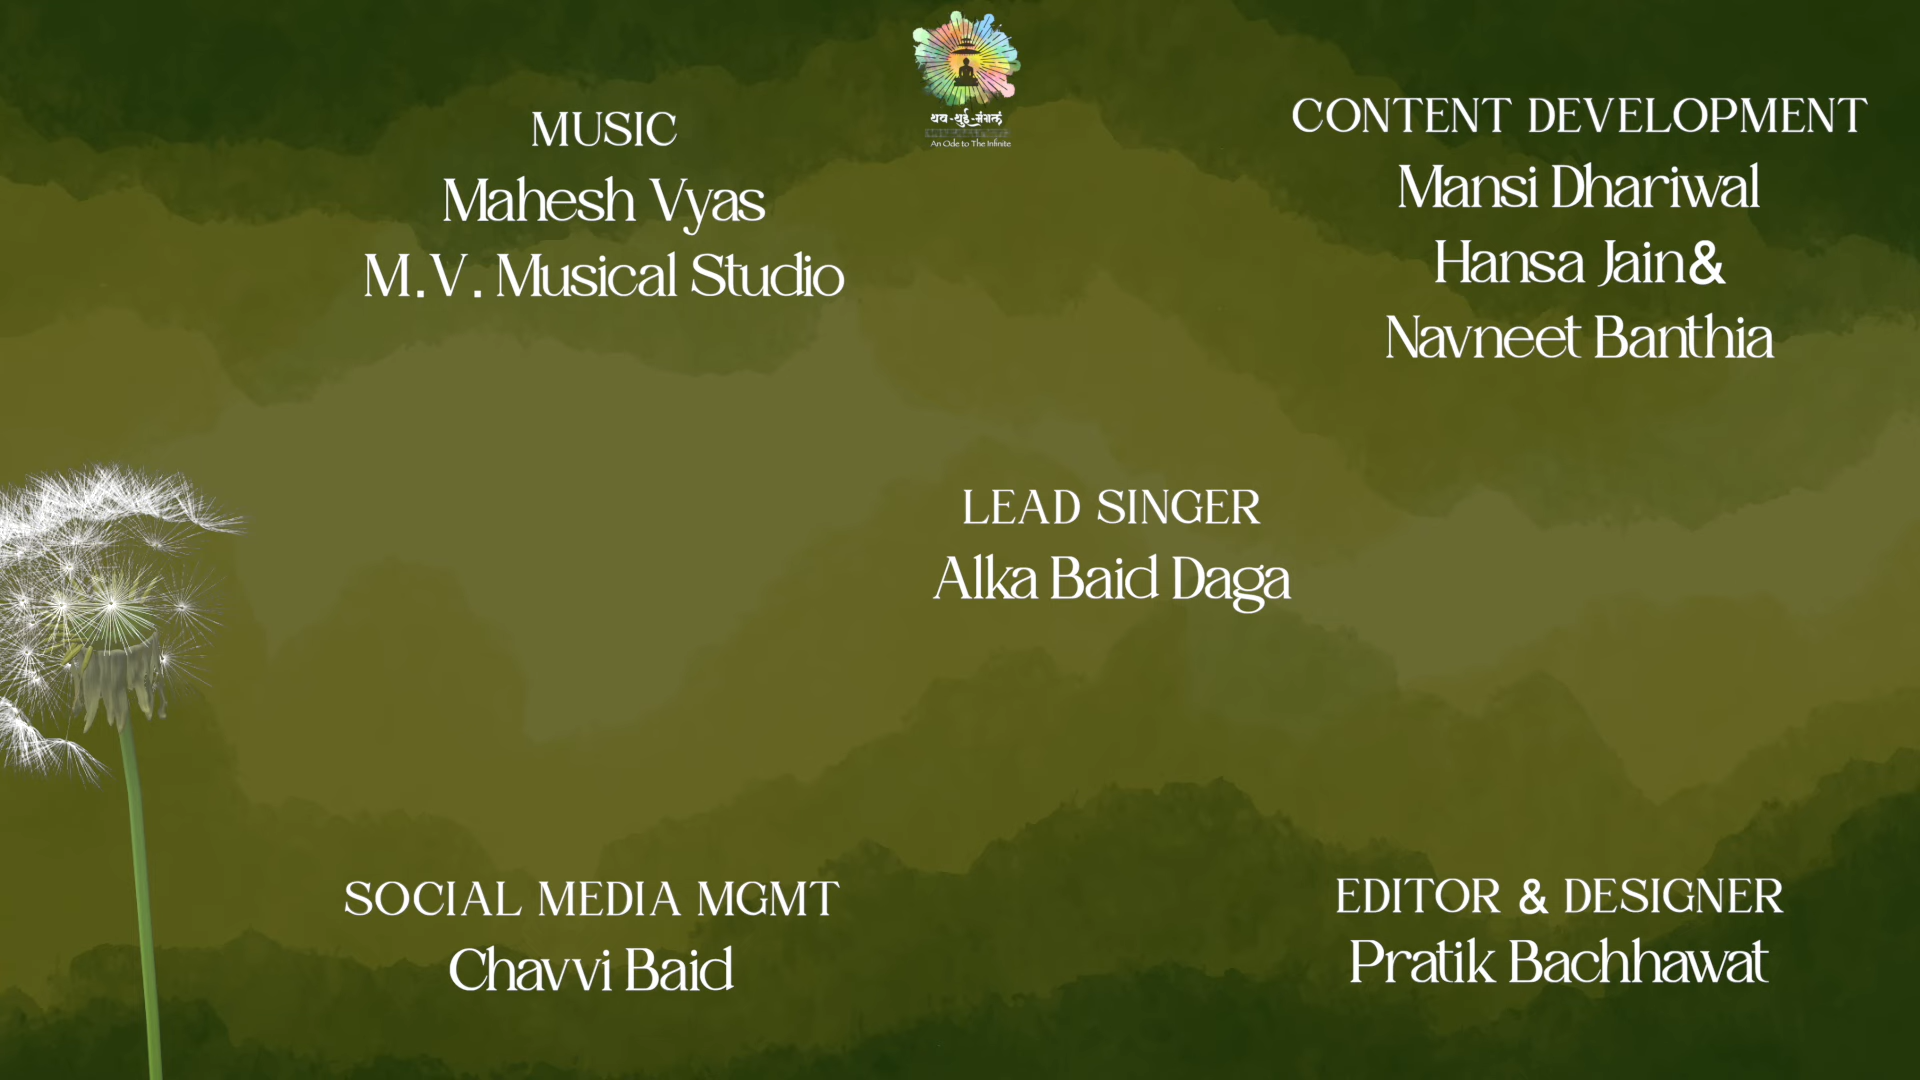 थव-थुई-मंगलं
An Ode to The Infinite
MUSIC
Mahesh Vyas
M.V. Musical Studio
CONTENT DEVELOPMENT
Mansi Dhariwal
Hansa Jain&
Navneet Banthia
LEAD SINGER
Alka Baid Daga
SOCIAL MEDIA MGMT
Chavvi Baid
EDITOR & DESIGNER
Pratik Bachhawat